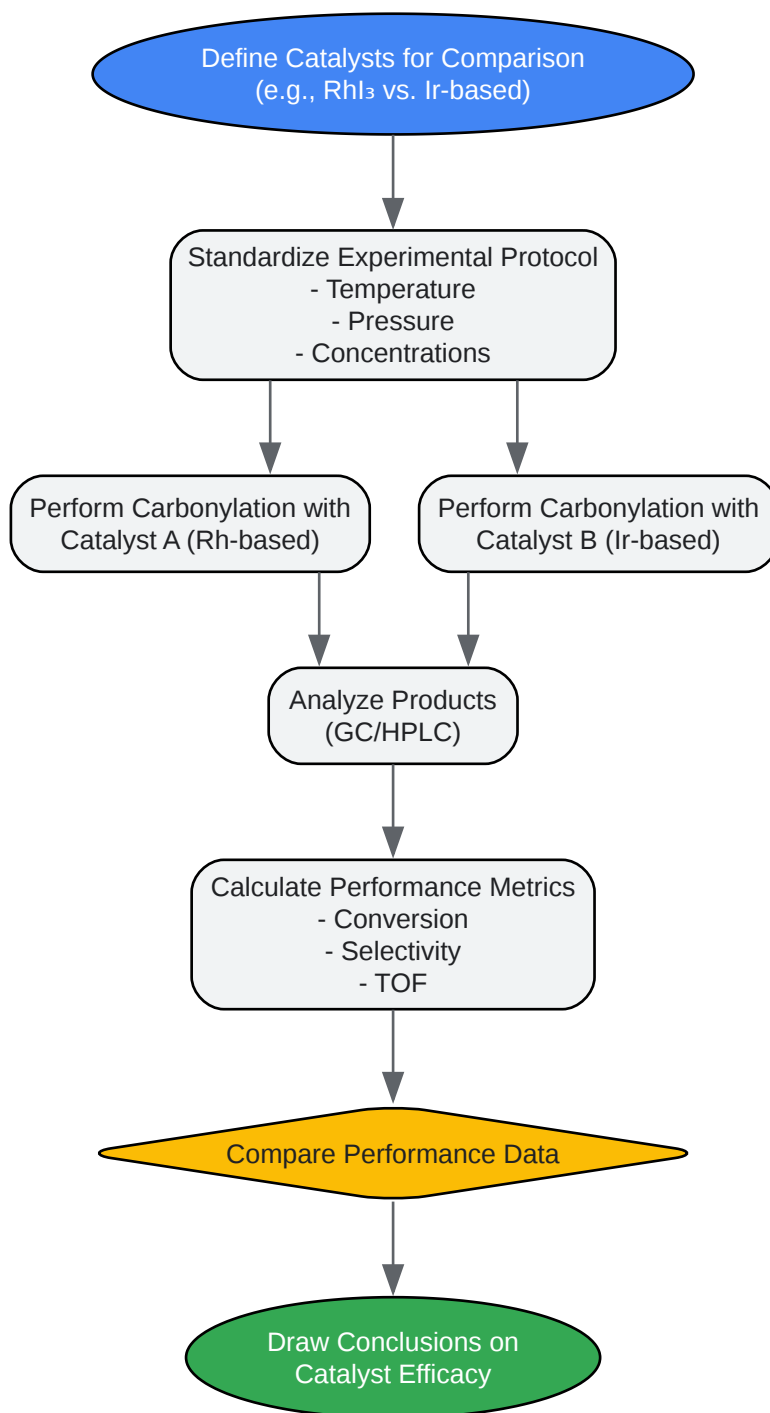 Define Catalysts for Comparison
(e.g., RhI₃ vs. Ir-based)
Standardize Experimental Protocol
- Temperature
- Pressure
- Concentrations
Perform Carbonylation with
Catalyst A (Rh-based)
Perform Carbonylation with
Catalyst B (Ir-based)
Analyze Products
(GC/HPLC)
Calculate Performance Metrics
- Conversion
- Selectivity
- TOF
Compare Performance Data
Draw Conclusions on
Catalyst Efficacy